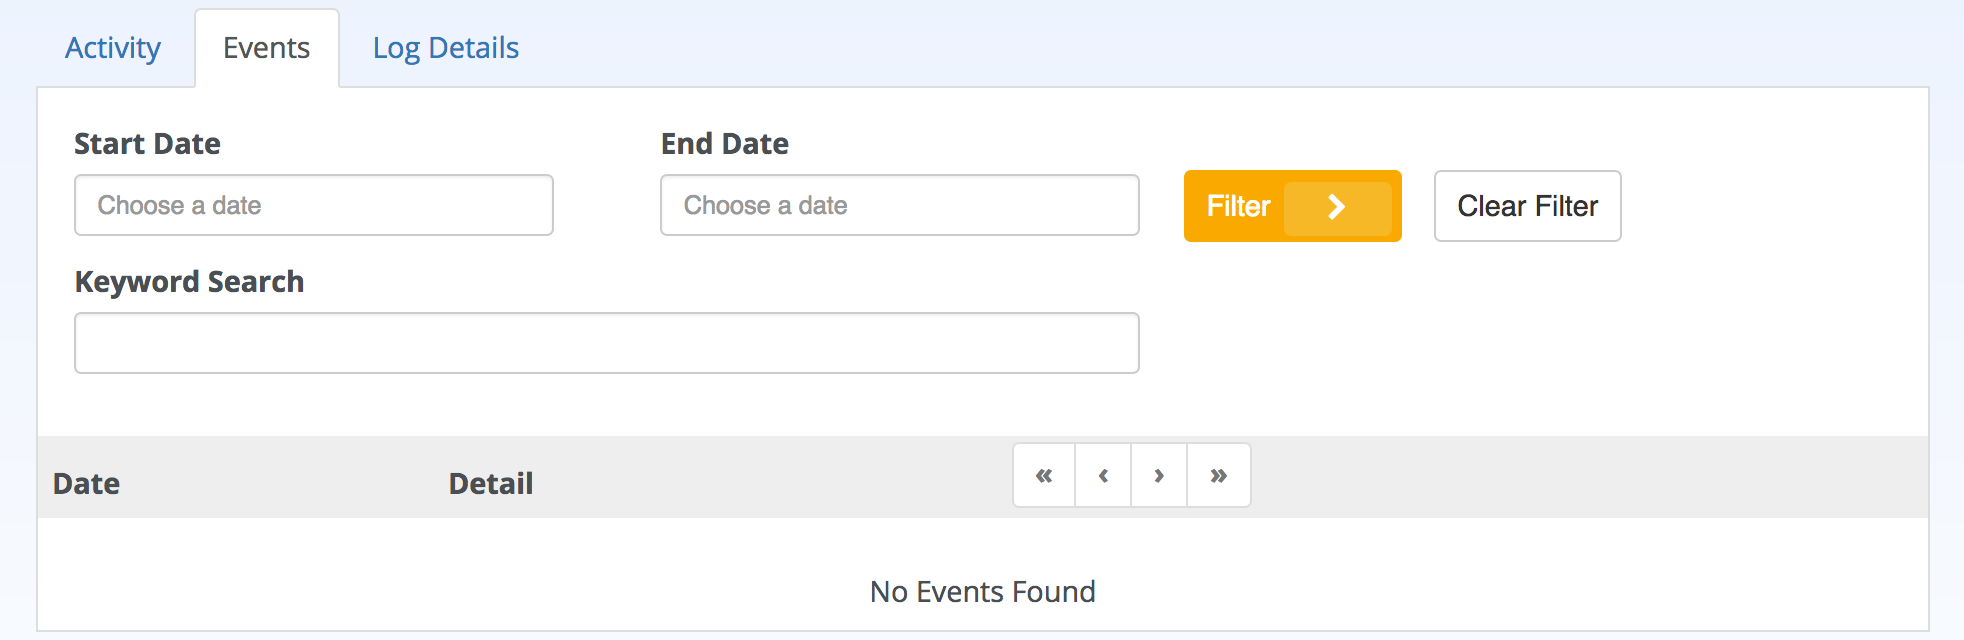 Activity Events Log Details
Start Date End Date
Choose a date Choose a date Filter Clear Filter
Keyword Search
Date Detail « ‹ › »
No Events Found